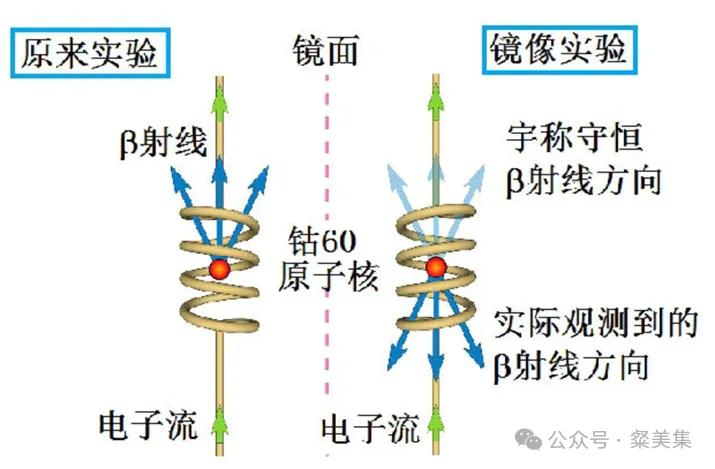 原来实验
镜面
镜像实验
β射线
宇称守恒
β射线方向
钴60
原子核
实际观测到的
β射线方向
电子流
电子流
公众号·粲美集